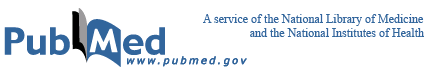 PubMed
www.pubmed.gov
A service of the National Library of Medicine
and the National Institutes of Health